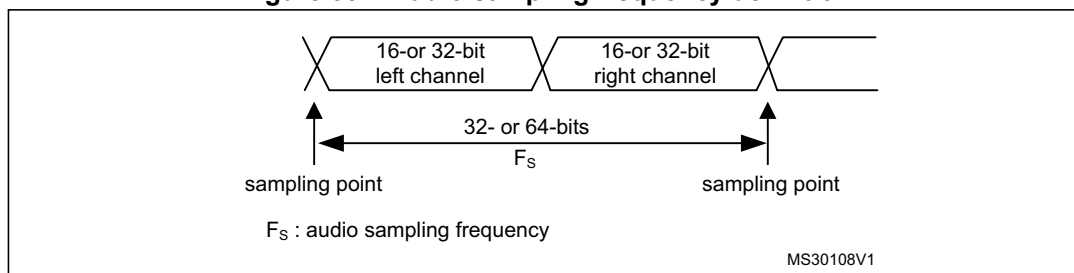 16-or 32-bit
left channel
16-or 32-bit
right channel
32- or 64-bits
FS
sampling point
sampling point
FS : audio sampling frequency
MS30108V1